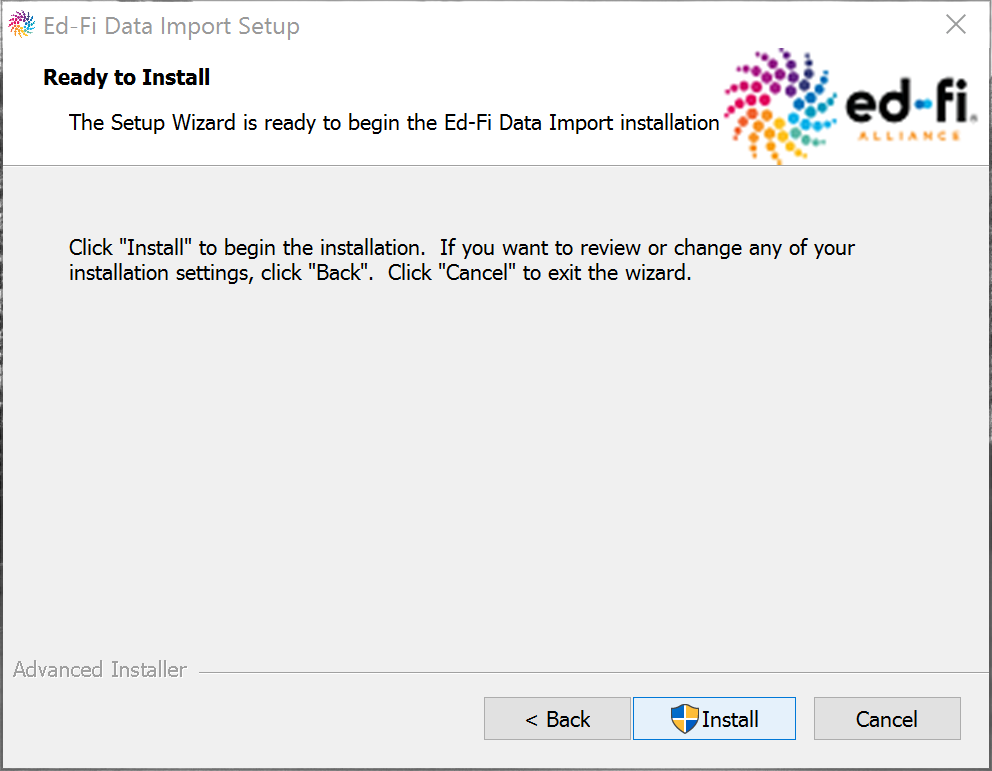 Ed-Fi Data Import Setup
Ready to Install
The Setup Wizard is ready to begin the Ed-Fi Data Import installation
ed-fi®
ALLIANCE
Click "Install" to begin the installation.  If you want to review or change any of your
installation settings, click "Back".  Click "Cancel" to exit the wizard.
Advanced Installer
< Back
Install
Cancel